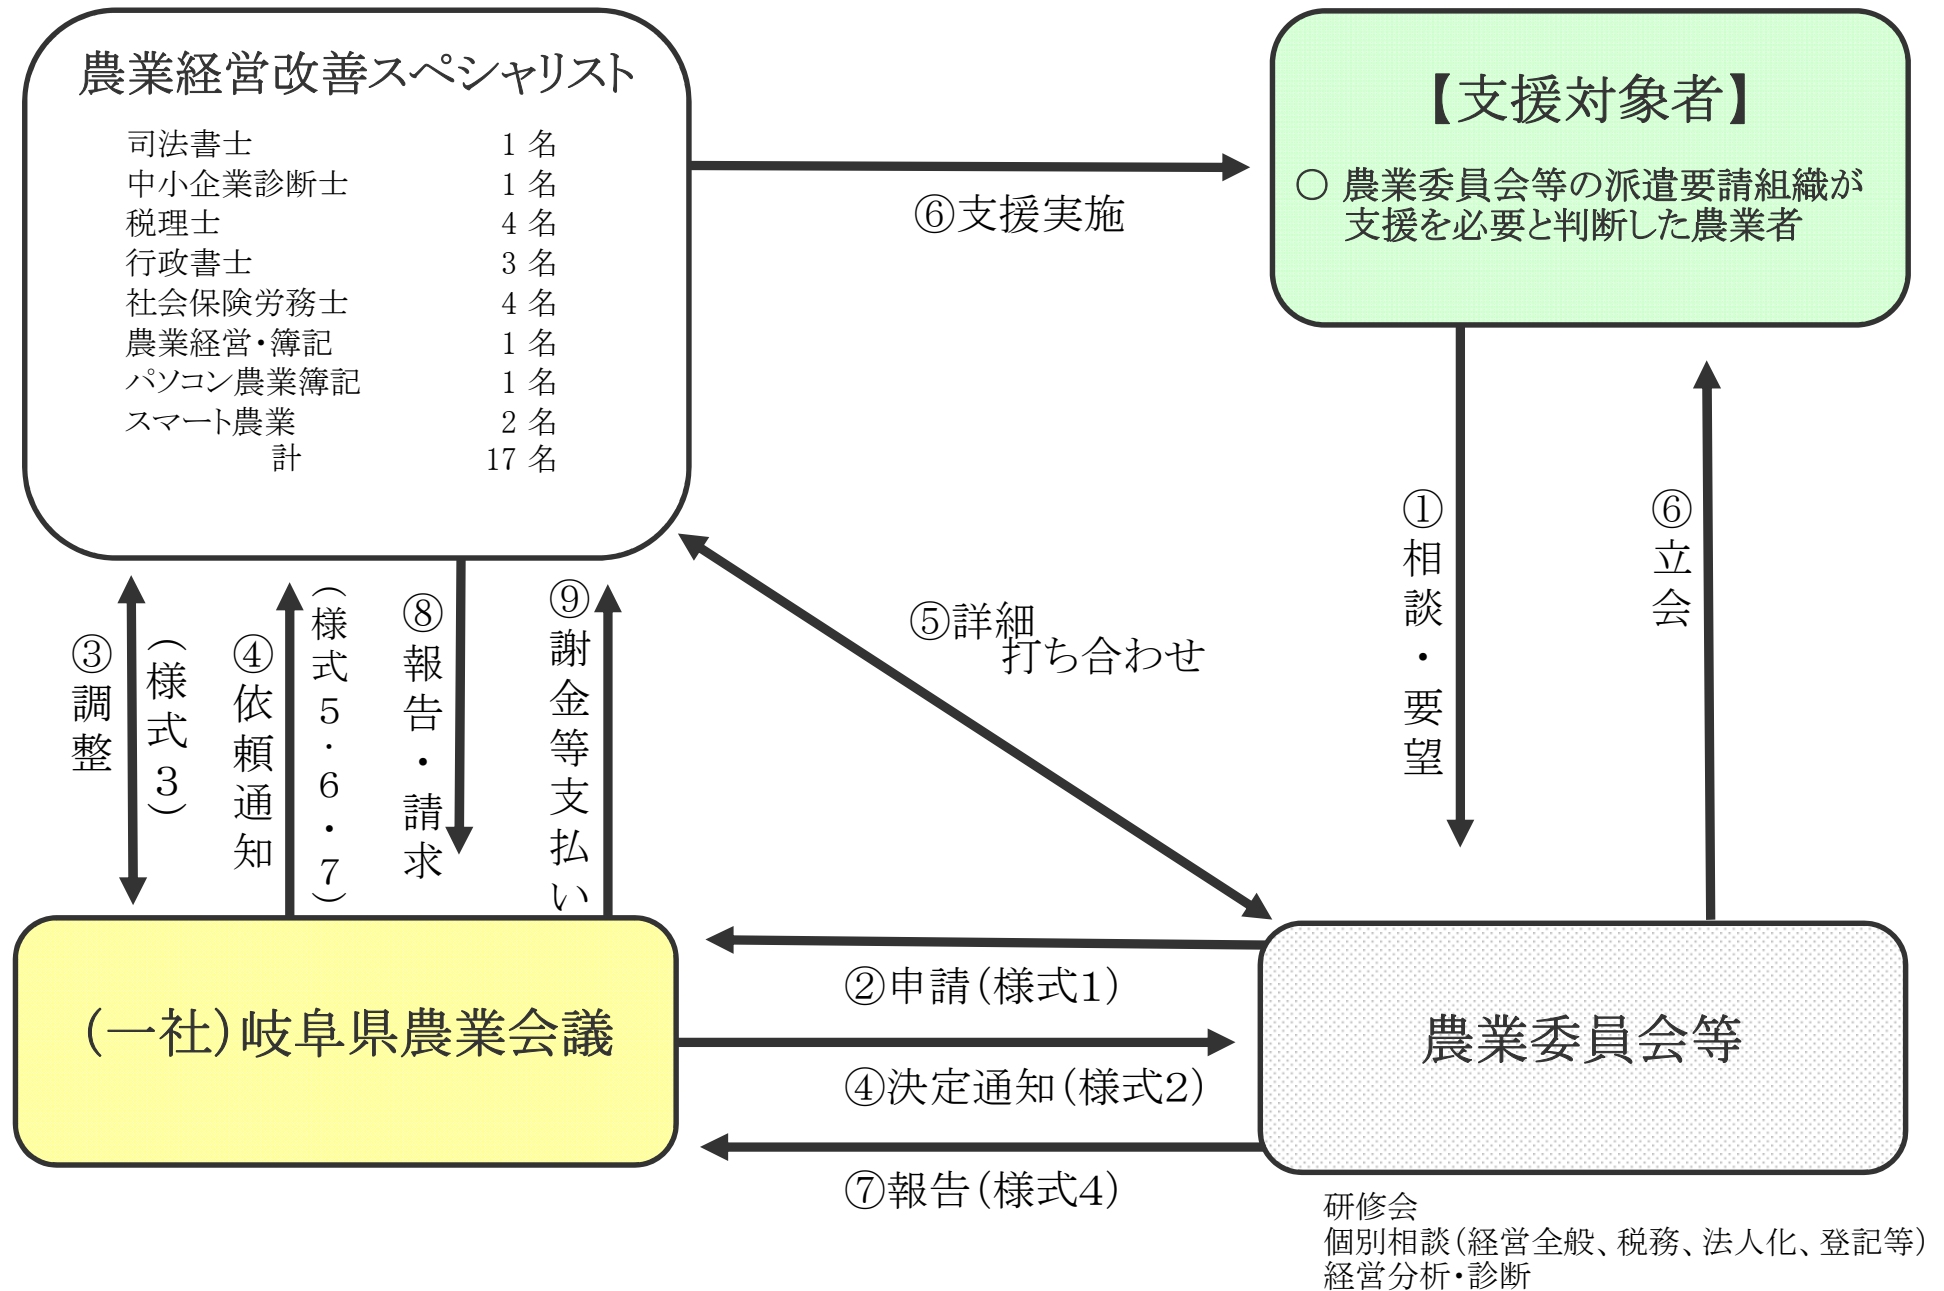 農業経営改善スペシャリスト
司法書士 1 名
中小企業診断士 1 名
税理士 4 名
行政書士 3 名
社会保険労務士 4 名
農業経営・簿記 1 名
パソコン農業簿記 1 名
スマート農業 2 名
計 17 名
【支援対象者】
○ 農業委員会等の派遣要請組織が
支援を必要と判断した農業者
⑥支援実施
①相談・要望
⑥立会
⑤詳細
打ち合わせ
③調整
（様式３）
④依頼通知
（様式５・６・７）
⑧報告・請求
⑨謝金等支払い
（一社）岐阜県農業会議
②申請（様式１）
④決定通知（様式２）
⑦報告（様式４）
農業委員会等
研修会
個別相談（経営全般、税務、法人化、登記等）
経営分析・診断